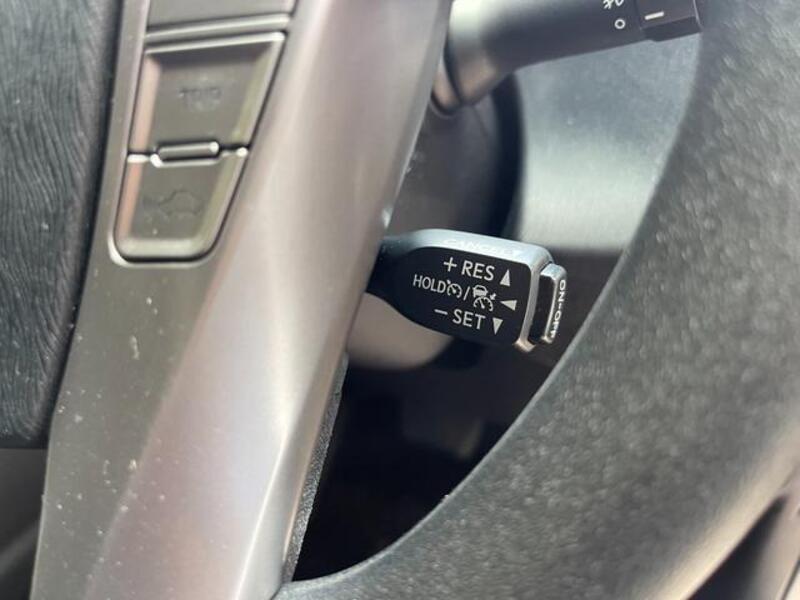 TRIP
CANCEL
+ RES ▲
HOLD / ◀
− SET ▼
ON-OFF